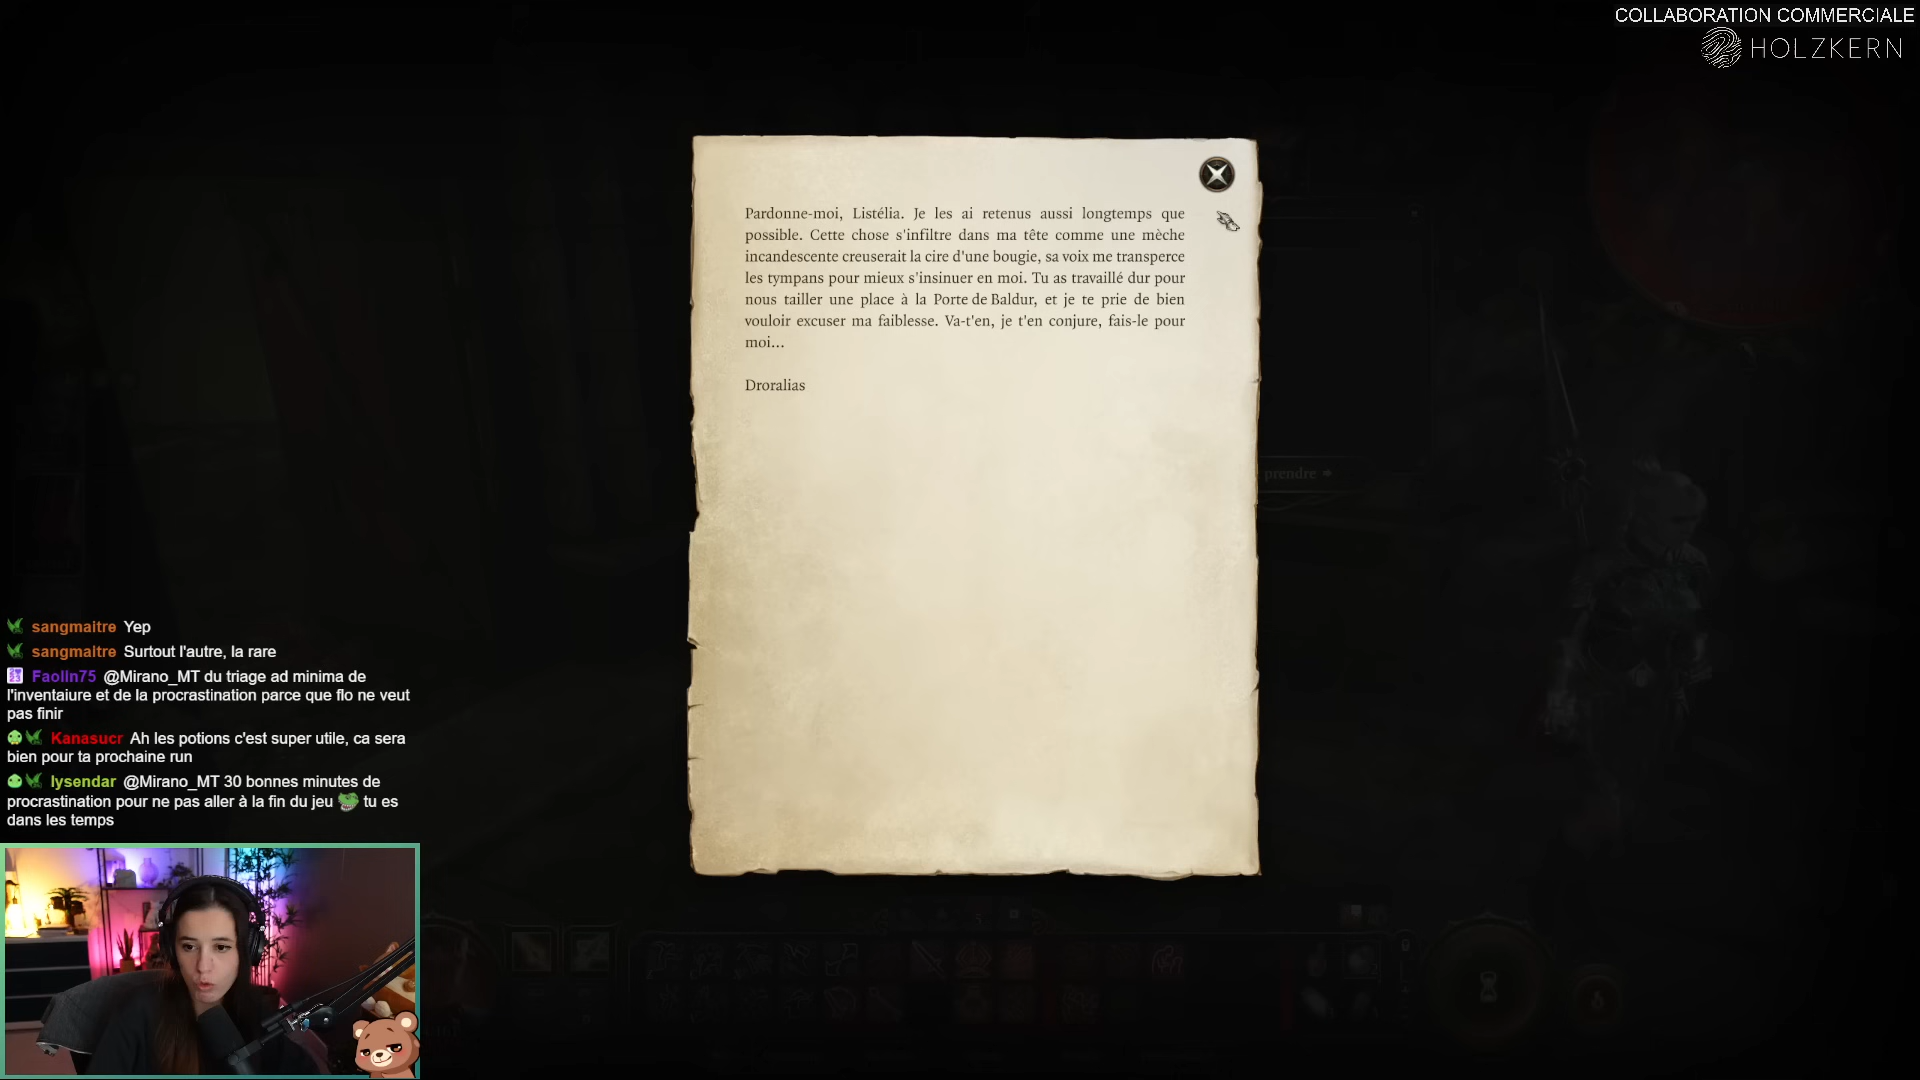 COLLABORATION COMMERCIALE
HOLZKERN
Pardonne-moi, Listélia. Je les ai retenus aussi longtemps que
possible. Cette chose s'infiltre dans ma tête comme une mèche
incandescente creuserait la cire d'une bougie, sa voix me transperce
les tympans pour mieux s'insinuer en moi. Tu as travaillé dur pour
nous tailler une place à la Porte de Baldur, et je te prie de bien
vouloir excuser ma faiblesse. Va-t'en, je t'en conjure, fais-le pour
moi...
Droralias
prendre
sangmaitre Yep
sangmaitre Surtout l'autre, la rare
Faolln75 @Mirano_MT du triage ad minima de
l'inventaiure et de la procrastination parce que flo ne veut
pas finir
Kanasucr Ah les potions c'est super utile, ca sera
bien pour ta prochaine run
lysendar @Mirano_MT 30 bonnes minutes de
procrastination pour ne pas aller à la fin du jeu tu es
dans les temps